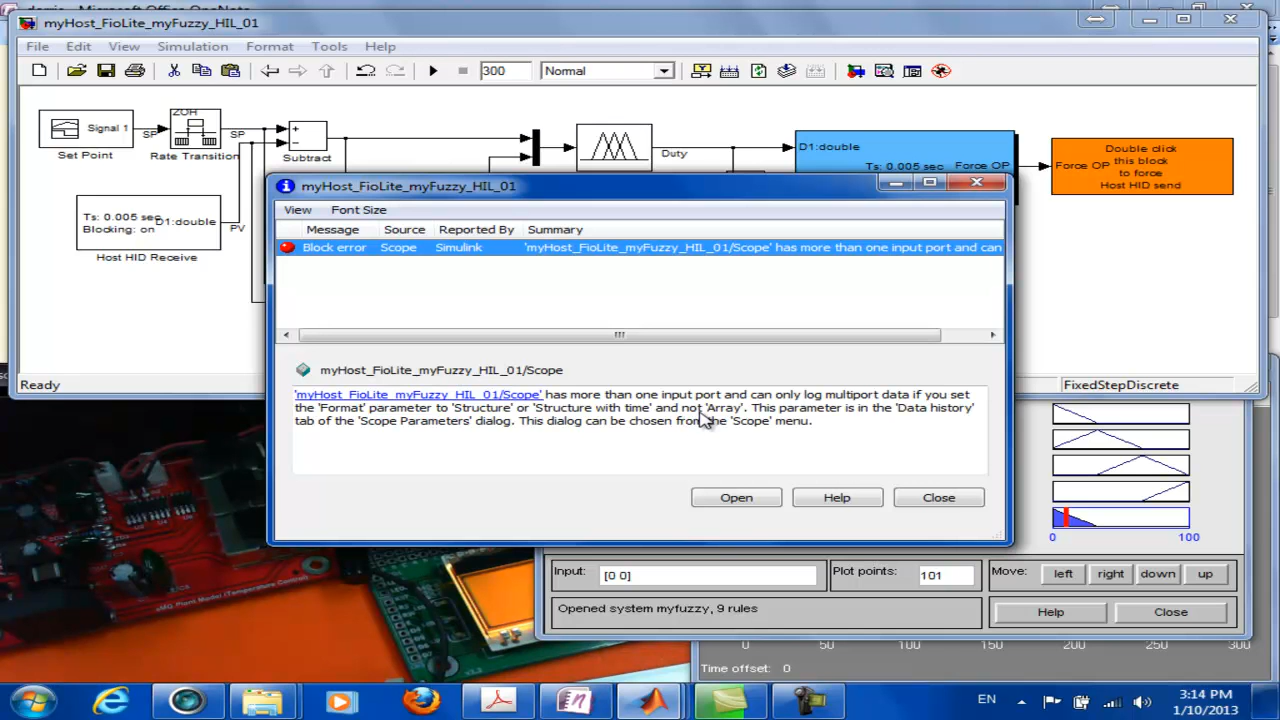 myHost_FioLite_myFuzzy_HIL_01
File Edit View Simulation Format Tools Help
300 Normal
ZOH
Signal 1 SP SP
Set Point Rate Transition Subtract
Duty
D1:double
Ts: 0.005 sec Force OP
Double click
this block
to force
Host HID send
Force OP
Ts: 0.005 sec
D1:double
Blocking: on
PV
Host HID Receive
myHost_FioLite_myFuzzy_HIL_01
View Font Size
Message Source Reported By Summary
Block error Scope Simulink 'myHost_FioLite_myFuzzy_HIL_01/Scope' has more than one input port and can
myHost_FioLite_myFuzzy_HIL_01/Scope
'myHost_FioLite_myFuzzy_HIL_01/Scope' has more than one input port and can only log multiport data if you set
the 'Format' parameter to 'Structure' or 'Structure with time' and not 'Array'. This parameter is in the 'Data history'
tab of the 'Scope Parameters' dialog. This dialog can be chosen from the 'Scope' menu.
Open Help Close
Ready FixedStepDiscrete
0 100
Input: [0 0] Plot points: 101 Move: left right down up
Opened system myfuzzy, 9 rules Help Close
0 50 100 150 200 250 300
Time offset: 0
EN
3:14 PM
1/10/2013